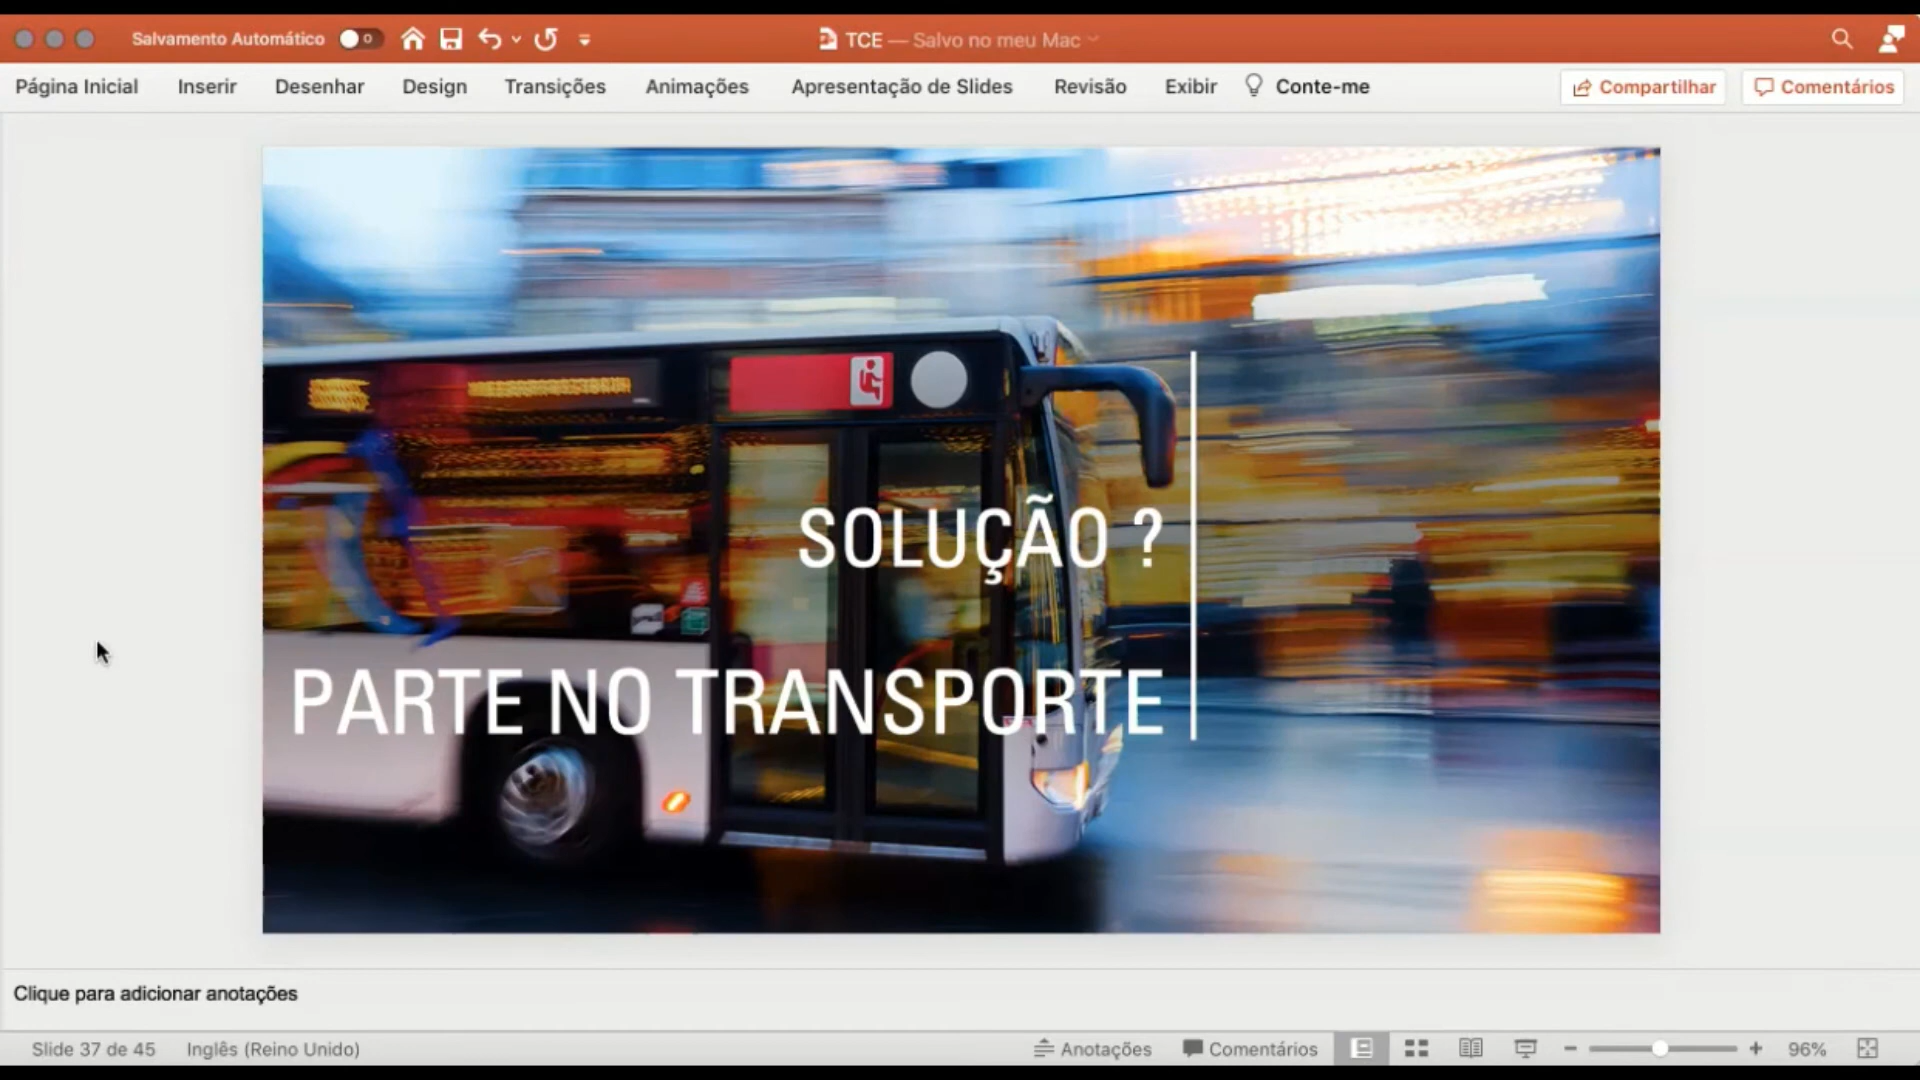 Salvamento Automático
TCE — Salvo no meu Mac
Página Inicial Inserir Desenhar Design Transições Animações Apresentação de Slides Revisão Exibir Conte-me Compartilhar Comentários
SOLUÇÃO ?
PARTE NO TRANSPORTE
Clique para adicionar anotações
Slide 37 de 45 Inglês (Reino Unido) Anotações Comentários 96%